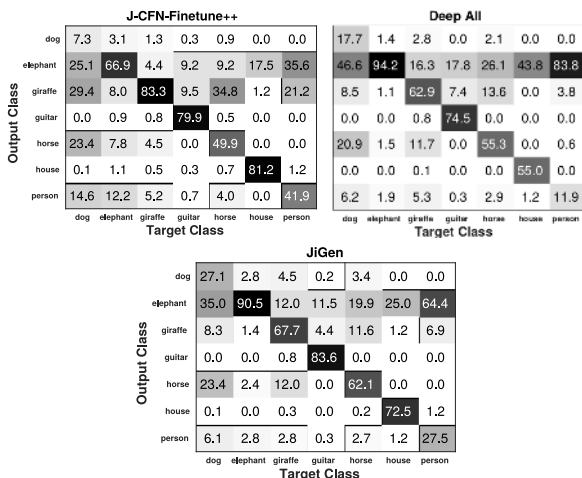 J-CFN-Finetune++
dog 7.3 3.1 1.3 0.3 0.9 0.0 0.0
elephant 25.1 66.9 4.4 9.2 9.2 17.5 35.6
giraffe 29.4 8.0 83.3 9.5 34.8 1.2 21.2
guitar 0.0 0.9 0.8 79.9 0.5 0.0 0.0
horse 23.4 7.8 4.5 0.0 49.9 0.0 0.0
house 0.1 1.1 0.5 0.3 0.7 81.2 1.2
person 14.6 12.2 5.2 0.7 4.0 0.0 41.9
dog elephant giraffe guitar horse house person
Target Class
Output Class
Deep All
17.7 1.4 2.8 0.0 2.1 0.0 0.0
46.6 94.2 16.3 17.8 26.1 43.8 83.8
8.5 1.1 62.9 7.4 13.6 0.0 3.8
0.0 0.0 0.8 74.5 0.0 0.0 0.0
20.9 1.5 11.7 0.0 55.3 0.0 0.6
0.0 0.0 0.1 0.0 0.0 55.0 0.0
6.2 1.9 5.3 0.3 2.9 1.2 11.9
dog elephant giraffe guitar horse house person
Target Class
JiGen
dog 27.1 2.8 4.5 0.2 3.4 0.0 0.0
elephant 35.0 90.5 12.0 11.5 19.9 25.0 64.4
giraffe 8.3 1.4 67.7 4.4 11.6 1.2 6.9
guitar 0.0 0.0 0.8 83.6 0.0 0.0 0.0
horse 23.4 2.4 12.0 0.0 62.1 0.0 0.0
house 0.1 0.0 0.3 0.0 0.2 72.5 1.2
person 6.1 2.8 2.8 0.3 2.7 1.2 27.5
dog elephant giraffe guitar horse house person
Target Class
Output Class